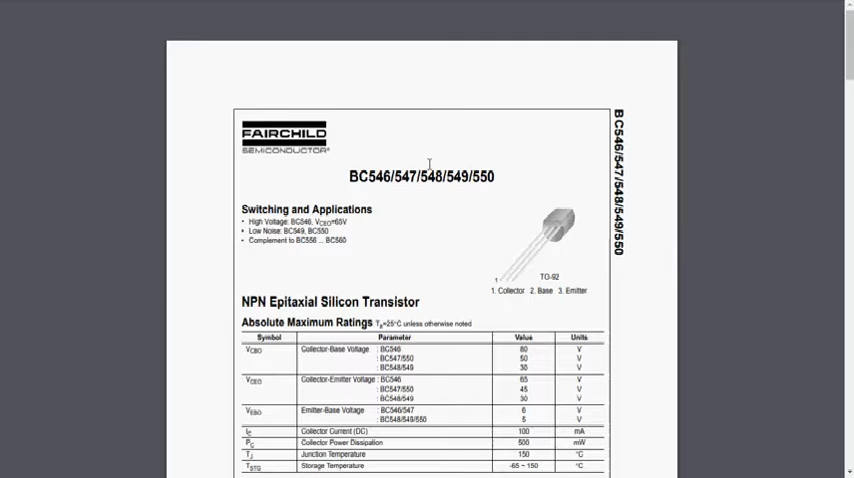 FAIRCHILD
SEMICONDUCTOR®
BC546/547/548/549/550
BC546/547/548/549/550
Switching and Applications
• High Voltage: BC546, VCEO=65V
• Low Noise: BC549, BC550
• Complement to BC556 ... BC560
1
TO-92
1. Collector 2. Base 3. Emitter
NPN Epitaxial Silicon Transistor
Absolute Maximum Ratings Ta=25°C unless otherwise noted
Symbol Parameter Value Units
VCBO Collector-Base Voltage : BC546 80 V
: BC547/550 50 V
: BC548/549 30 V
VCEO Collector-Emitter Voltage : BC546 65 V
: BC547/550 45 V
: BC548/549 30 V
VEBO Emitter-Base Voltage : BC546/547 6 V
: BC548/549/550 5 V
IC Collector Current (DC) 100 mA
PC Collector Power Dissipation 500 mW
TJ Junction Temperature 150 °C
TSTG Storage Temperature -65 ~ 150 °C